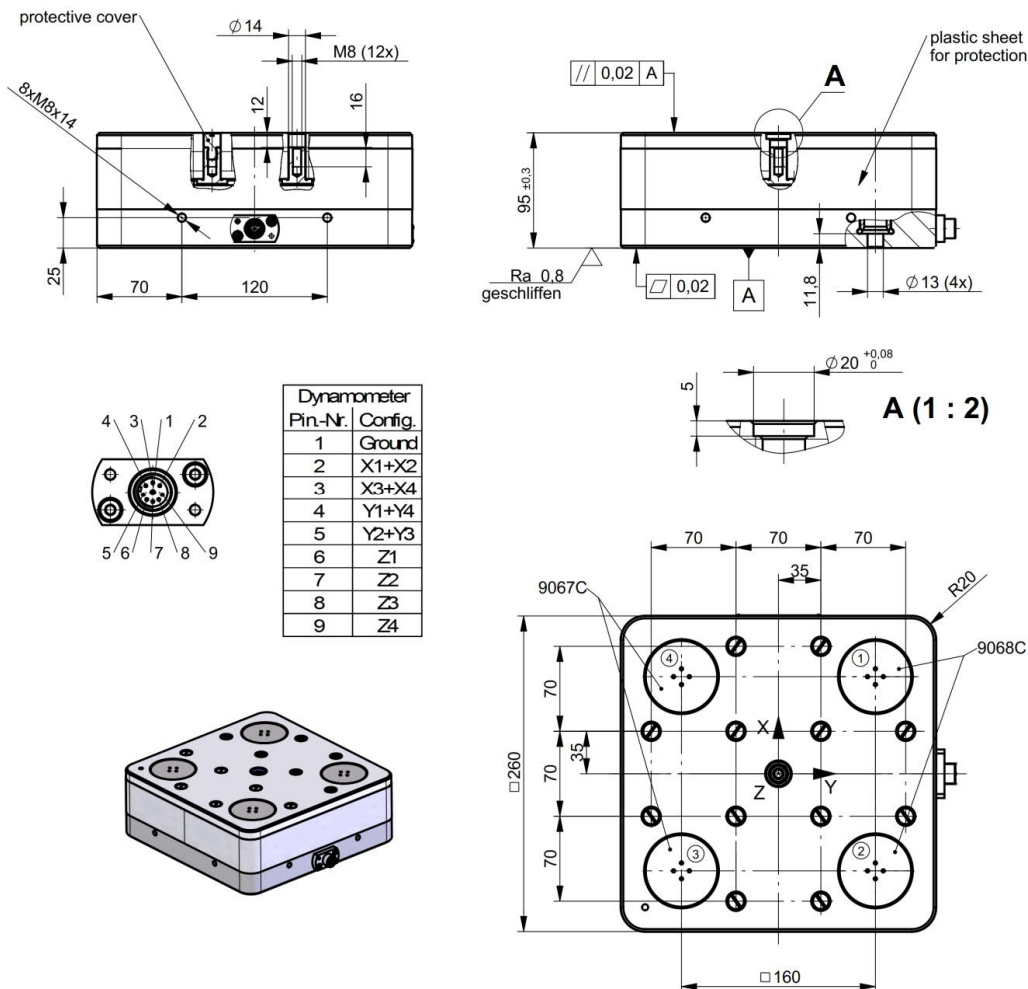 protective cover
⌀14
M8 (12x)
8xM8x14
12
16
25
70
120
// 0,02 A
A
plastic sheet
for protection
95 ±0,3
Ra 0,8
geschliffen
▱ 0,02
A
11,8
⌀13 (4x)
⌀20 +0,08
0
5
A (1 : 2)
4 3 1 2
5 6 7 8 9
Dynamometer
Pin.-Nr. Config.
1 Ground
2 X1+X2
3 X3+X4
4 Y1+Y4
5 Y2+Y3
6 Z1
7 Z2
8 Z3
9 Z4
70 70 70
35
9067C
R20
9068C
4
1
70
X
35
□260
70
Z
Y
70
3
2
□160